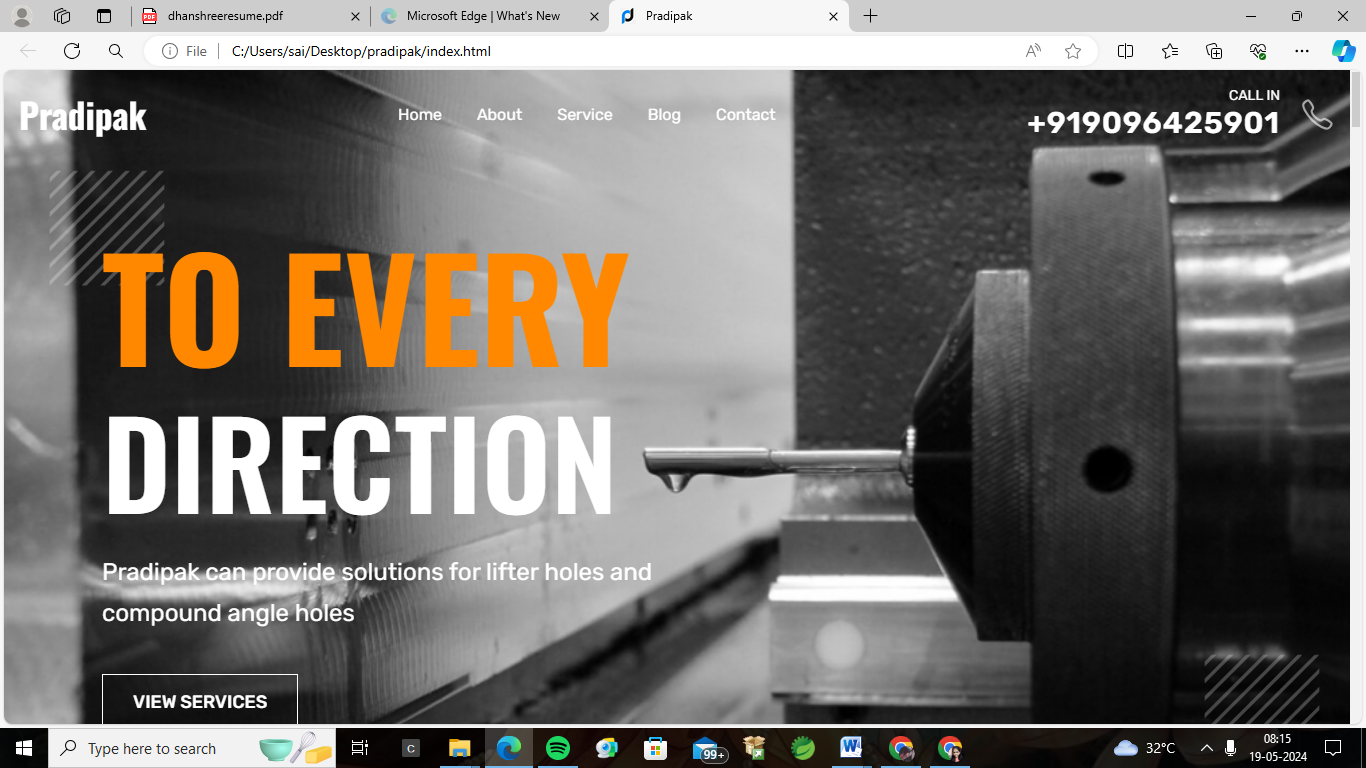 dhanshreeresume.pdf
Microsoft Edge | What's New
Pradipak
File
C:/Users/sai/Desktop/pradipak/index.html
Pradipak
Home
About
Service
Blog
Contact
CALL IN
+919096425901
TO EVERY
DIRECTION
Pradipak can provide solutions for lifter holes and
compound angle holes
VIEW SERVICES
Type here to search
C
99+
W
32°C
08:15
19-05-2024